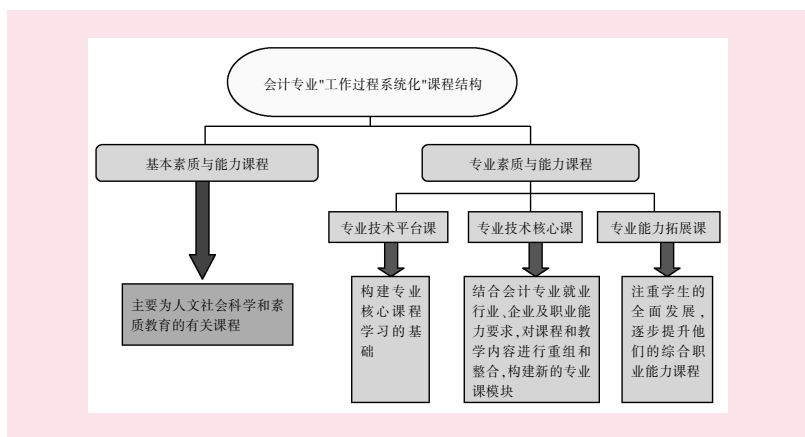 会计专业"工作过程系统化"课程结构
基本素质与能力课程
专业素质与能力课程
专业技术平台课
专业技术核心课
专业能力拓展课
主要为人文社会科学和素
质教育的有关课程
构建专业
核心课程
学习的基
础
结合会计专业就业
行业、企业及职业能
力要求,对课程和教
学内容进行重组和
整合,构建新的专业
课模块
注重学生的
全面发展,
逐步提升他
们的综合职
业能力课程